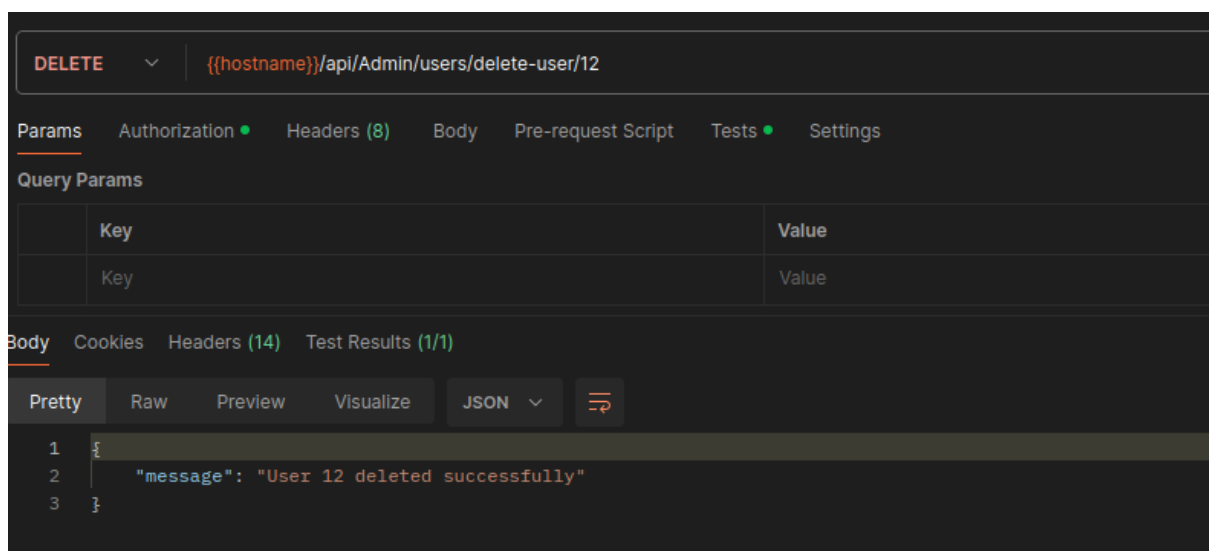 DELETE {{hostname}}/api/Admin/users/delete-user/12
Params Authorization Headers (8) Body Pre-request Script Tests Settings
Query Params
Key Value
Key Value
Body Cookies Headers (14) Test Results (1/1)
Pretty Raw Preview Visualize JSON
1 {
2 "message": "User 12 deleted successfully"
3 }